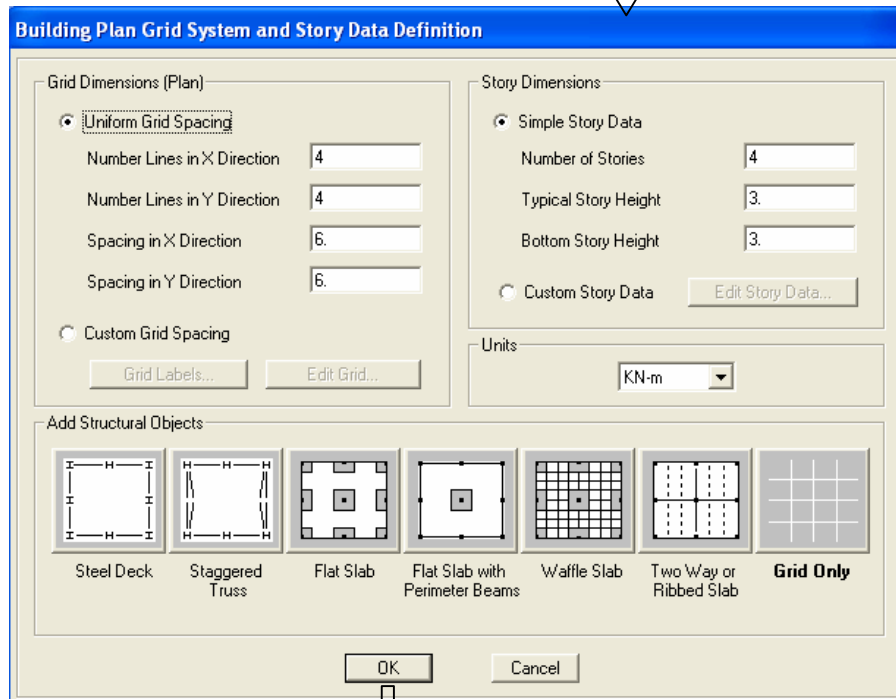 Building Plan Grid System and Story Data Definition
Grid Dimensions (Plan)
Uniform Grid Spacing
Number Lines in X Direction 4
Number Lines in Y Direction 4
Spacing in X Direction 6.
Spacing in Y Direction 6.
Custom Grid Spacing
Grid Labels... Edit Grid...
Story Dimensions
Simple Story Data
Number of Stories 4
Typical Story Height 3.
Bottom Story Height 3.
Custom Story Data Edit Story Data...
Units
KN-m
Add Structural Objects
Steel Deck
Staggered
Truss
Flat Slab
Flat Slab with
Perimeter Beams
Waffle Slab
Two Way or
Ribbed Slab
Grid Only
OK Cancel